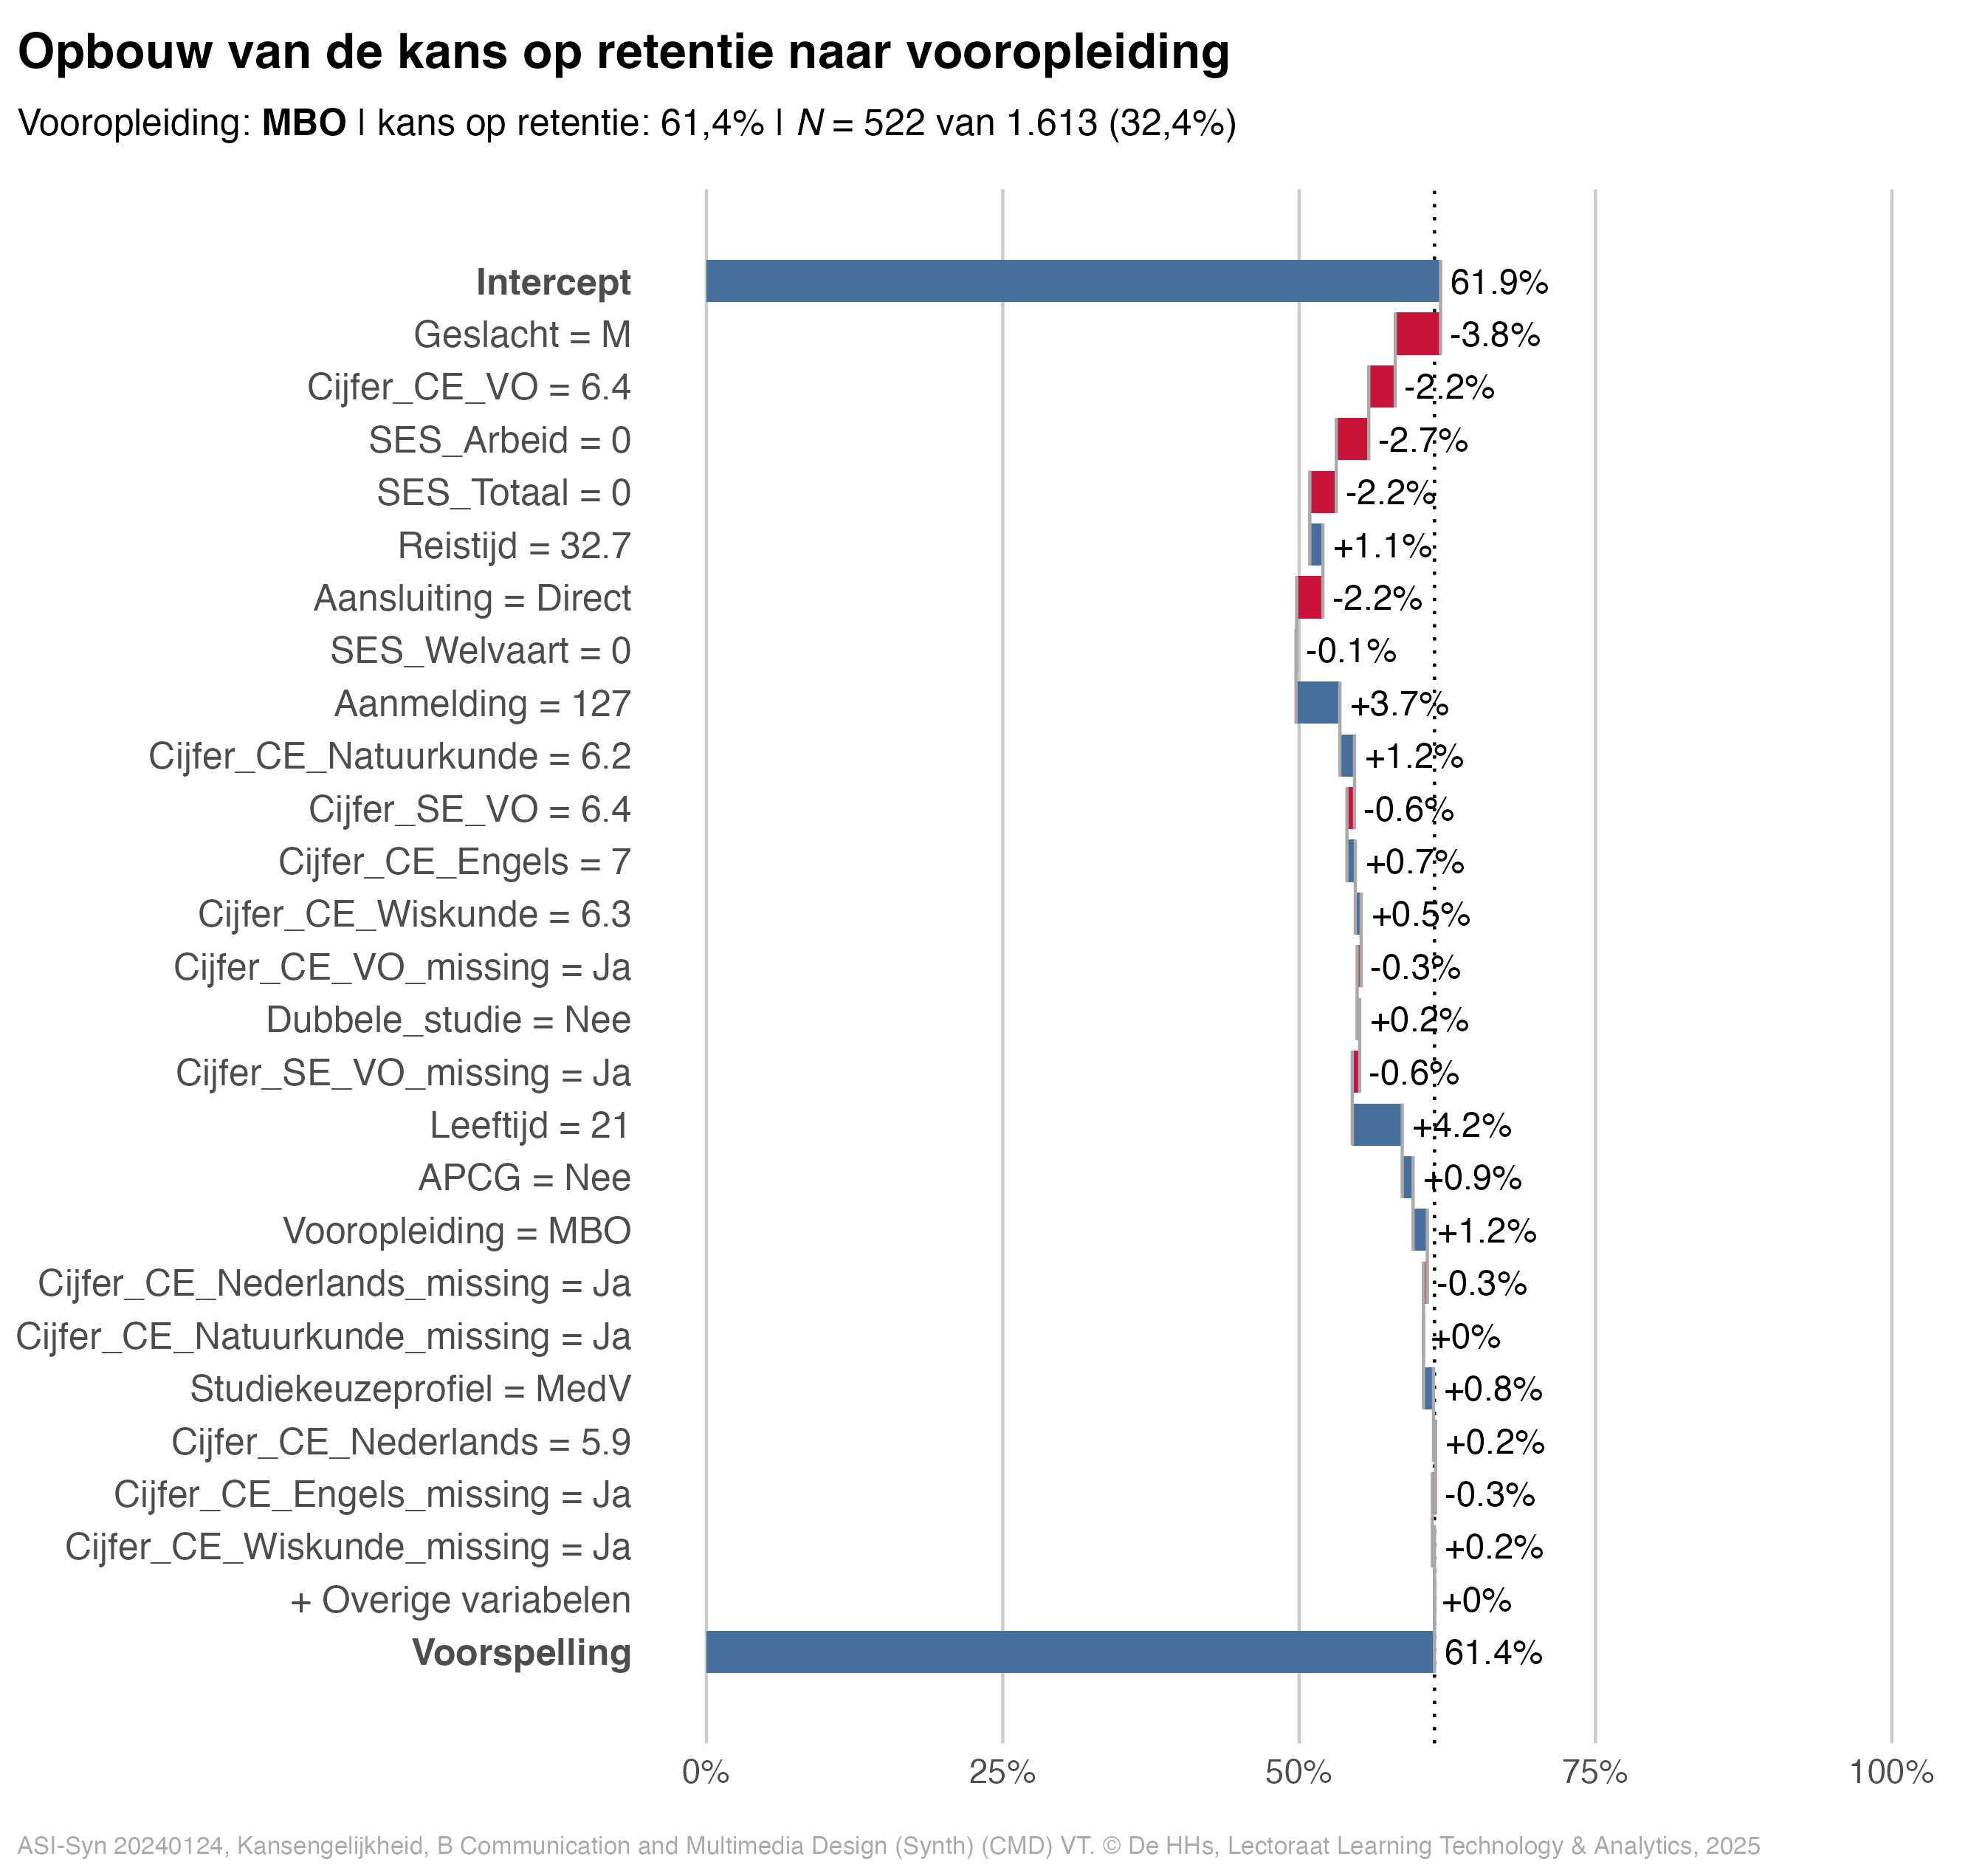 Opbouw van de kans op retentie naar vooropleiding
Vooropleiding: MBO | kans op retentie: 61,4% | N = 522 van 1.613 (32,4%)
Intercept 61.9%
Geslacht = M -3.8%
Cijfer_CE_VO = 6.4 -2.2%
SES_Arbeid = 0 -2.7%
SES_Totaal = 0 -2.2%
Reistijd = 32.7 +1.1%
Aansluiting = Direct -2.2%
SES_Welvaart = 0 -0.1%
Aanmelding = 127 +3.7%
Cijfer_CE_Natuurkunde = 6.2 +1.2%
Cijfer_SE_VO = 6.4 -0.6%
Cijfer_CE_Engels = 7 +0.7%
Cijfer_CE_Wiskunde = 6.3 +0.5%
Cijfer_CE_VO_missing = Ja -0.3%
Dubbele_studie = Nee +0.2%
Cijfer_SE_VO_missing = Ja -0.6%
Leeftijd = 21 +4.2%
APCG = Nee +0.9%
Vooropleiding = MBO +1.2%
Cijfer_CE_Nederlands_missing = Ja -0.3%
Cijfer_CE_Natuurkunde_missing = Ja +0%
Studiekeuzeprofiel = MedV +0.8%
Cijfer_CE_Nederlands = 5.9 +0.2%
Cijfer_CE_Engels_missing = Ja -0.3%
Cijfer_CE_Wiskunde_missing = Ja +0.2%
+ Overige variabelen +0%
Voorspelling 61.4%
0% 25% 50% 75% 100%
ASI-Syn 20240124, Kansengelijkheid, B Communication and Multimedia Design (Synth) (CMD) VT. © De HHs, Lectoraat Learning Technology & Analytics, 2025